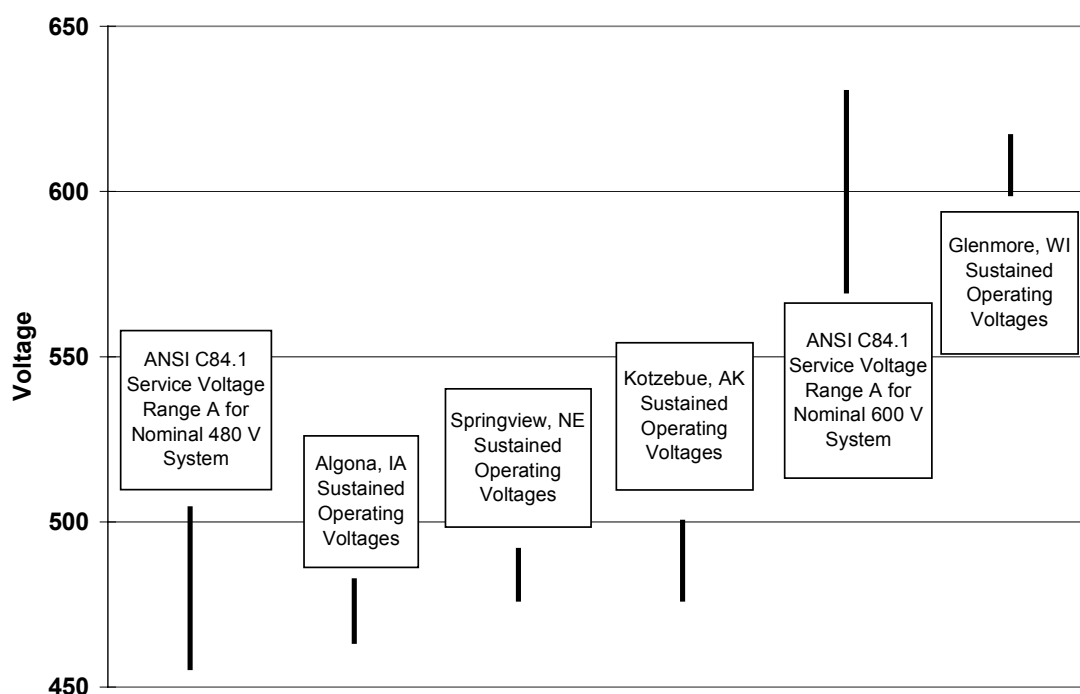 650
600
550
500
450
Voltage
ANSI C84.1
Service Voltage
Range A for
Nominal 480 V
System
Algona, IA
Sustained
Operating
Voltages
Springview, NE
Sustained
Operating
Voltages
Kotzebue, AK
Sustained
Operating
Voltages
ANSI C84.1
Service Voltage
Range A for
Nominal 600 V
System
Glenmore, WI
Sustained
Operating
Voltages